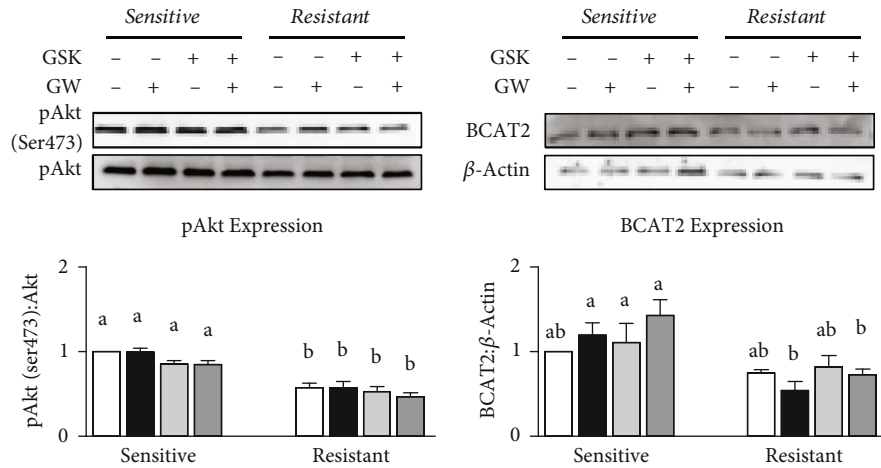 Sensitive Resistant
GSK – – + + – – + +
GW – + – + – + – +
pAkt
(Ser473)
pAkt
pAkt Expression
pAkt (ser473):Akt
2
1
0
a a a a b b b b
Sensitive Resistant
Sensitive Resistant
GSK – – + + – – + +
GW – + – + – + – +
BCAT2
β-Actin
BCAT2 Expression
BCAT2:β-Actin
2
1
0
ab a a a ab b ab b
Sensitive Resistant